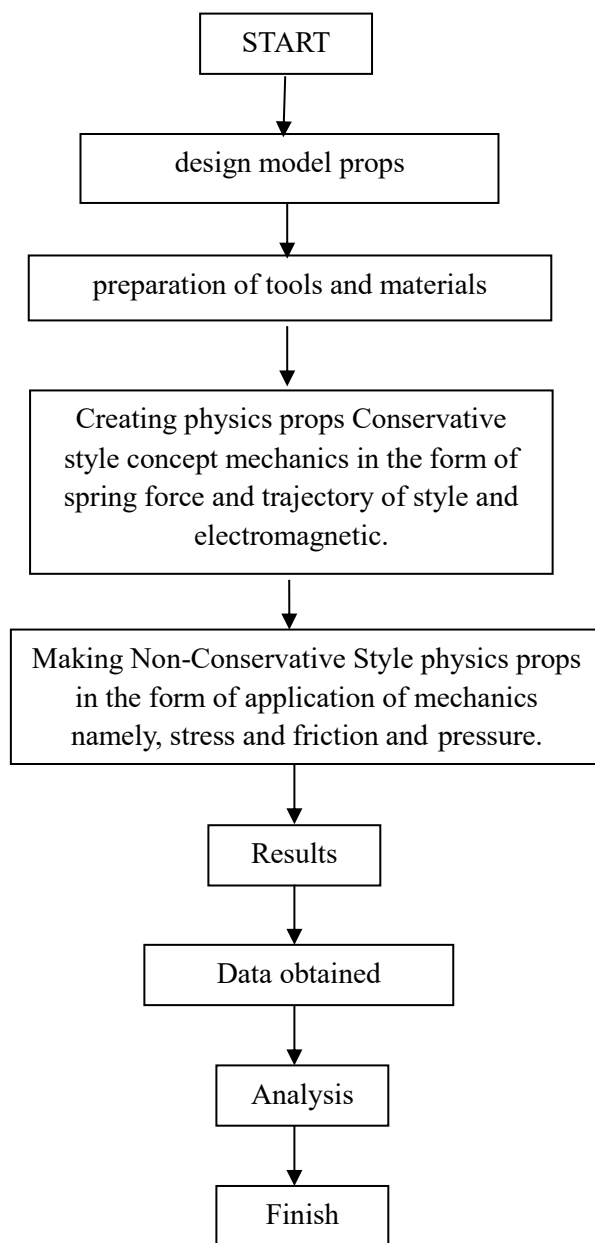 START
design model props
preparation of tools and materials
Creating physics props Conservative
style concept mechanics in the form of
spring force and trajectory of style and
electromagnetic.
Making Non-Conservative Style physics props
in the form of application of mechanics
namely, stress and friction and pressure.
Results
Data obtained
Analysis
Finish